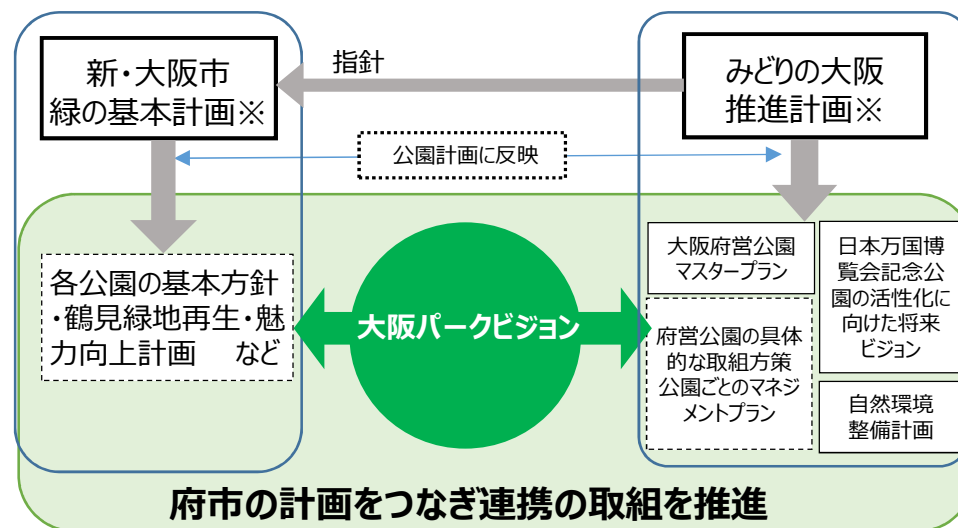 新・大阪市
緑の基本計画※
指針
みどりの大阪
推進計画※
公園計画に反映
各公園の基本方針
・鶴見緑地再生・魅
力向上計画　など
大阪パークビジョン
大阪府営公園
マスタープラン
府営公園の具体
的な取組方策
公園ごとのマネジ
メントプラン
日本万国博
覧会記念公
園の活性化に
向けた将来
ビジョン
自然環境
整備計画
府市の計画をつなぎ連携の取組を推進